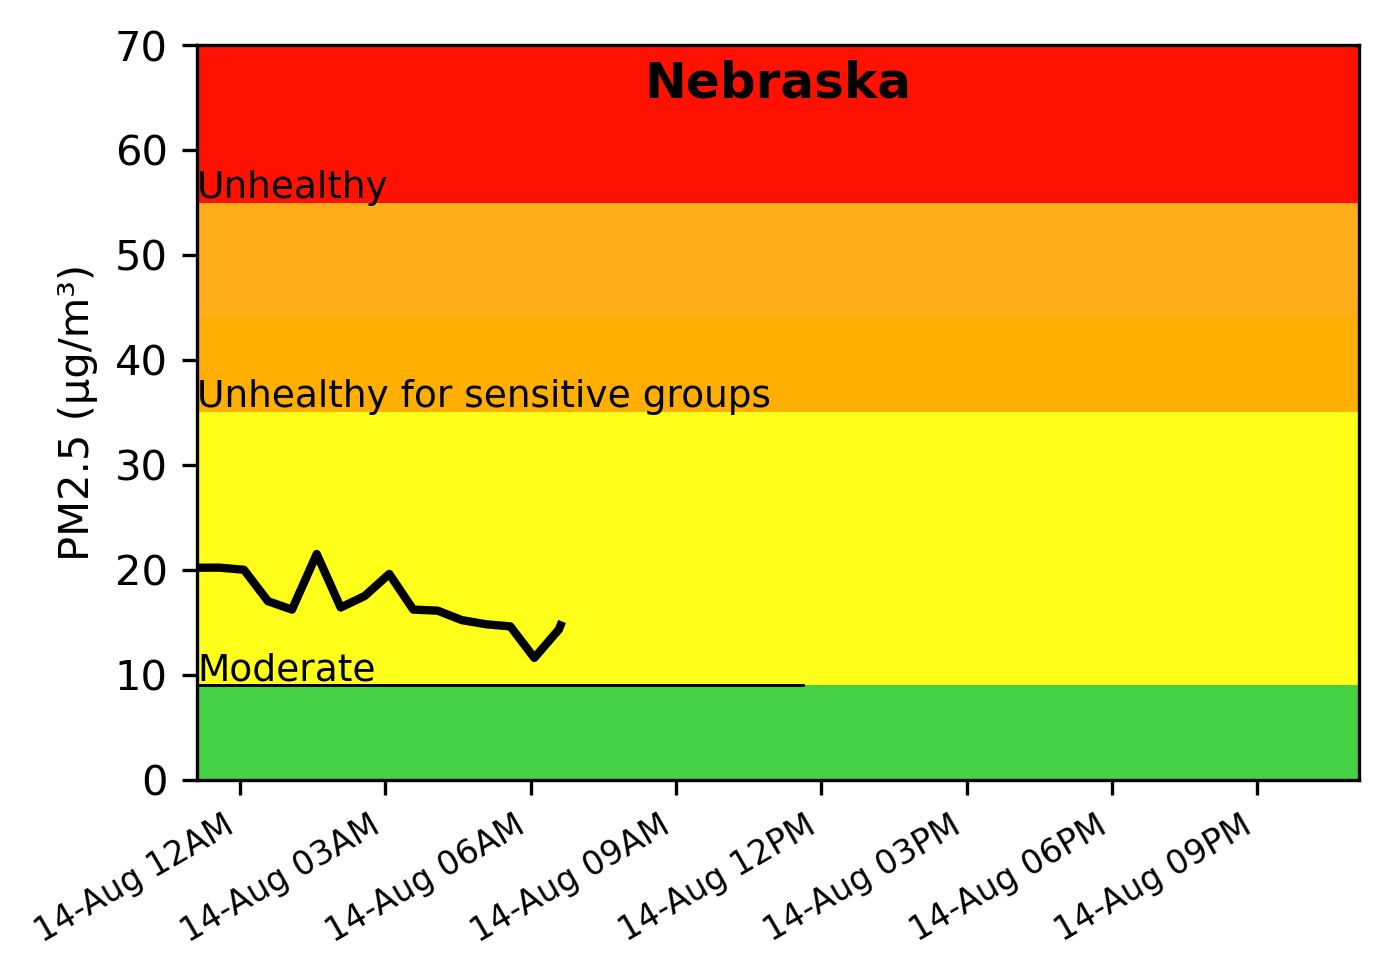 Nebraska
70
60
50
40
30
20
10
0
PM2.5 (µg/m³)
Unhealthy
Unhealthy for sensitive groups
Moderate
14-Aug 12AM
14-Aug 03AM
14-Aug 06AM
14-Aug 09AM
14-Aug 12PM
14-Aug 03PM
14-Aug 06PM
14-Aug 09PM